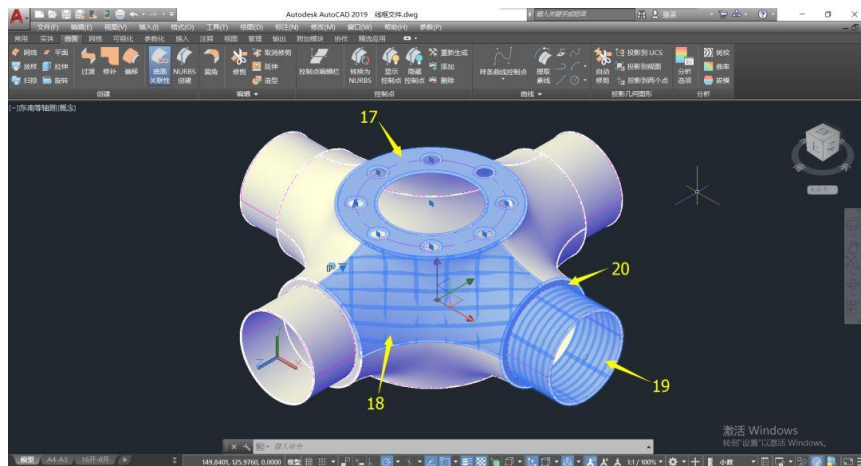 Autodesk AutoCAD 2019 线框文件.dwg
键入关键字或短语
登录
文件(F) 编辑(E) 视图(V) 插入(I) 格式(O) 工具(T) 绘图(D) 标注(N) 修改(M) 窗口(W) 帮助(H) 参数(P)
常用 实体 曲面 网格 可视化 参数化 插入 注释 视图 管理 输出 附加模块 协作 精选应用
网络 平面
放样 拉伸
扫掠 旋转
过渡 修补 偏移
曲面
关联性
NURBS
创建
圆角
修剪
取消修剪
延伸
造型
控制点编辑栏
转换为
NURBS
显示
控制点
隐藏
控制点
重新生成
添加
删除
样条曲线控制点
提取
素线
自动
修剪
投影到 UCS
投影到视图
投影到两个点
分析
选项
斑纹
曲率
拔模
创建 编辑 控制点 曲线 投影几何图形 分析
[-]东南等轴测[概念]
17
18
19
20
键入命令
激活 Windows
转到"设置"以激活 Windows。
模型 A4-A3 16开-8开 +
149.8401, 125.9760, 0.0000 模型
1:1 / 100% 小数